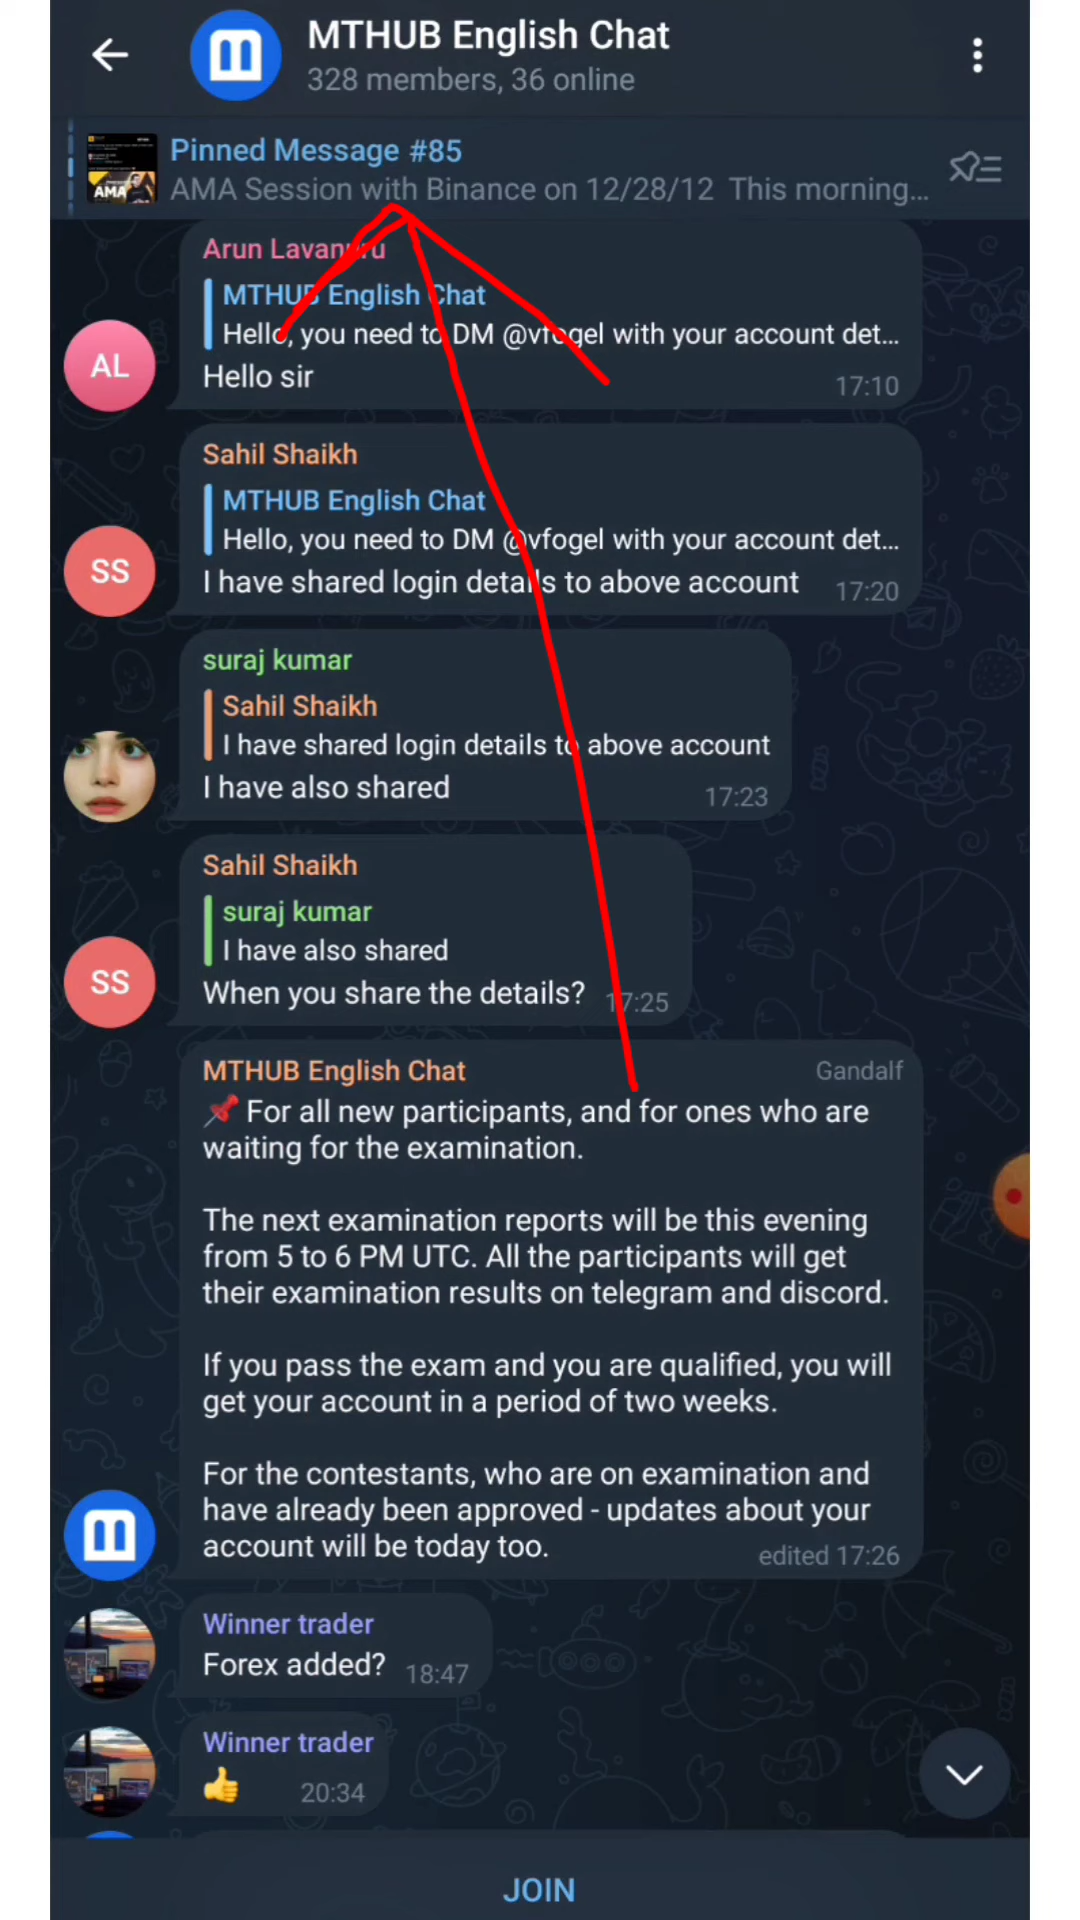 MTHUB English Chat
328 members, 36 online
Pinned Message #85
AMA Session with Binance on 12/28/12 This morning...
AMA
Arun Lavanuru
MTHUB English Chat
Hello, you need to DM @vfogel with your account det...
Hello sir
17:10
AL
Sahil Shaikh
MTHUB English Chat
Hello, you need to DM @vfogel with your account det...
I have shared login details to above account
17:20
SS
suraj kumar
Sahil Shaikh
I have shared login details to above account
I have also shared
17:23
Sahil Shaikh
suraj kumar
I have also shared
When you share the details?
17:25
SS
MTHUB English Chat
Gandalf
📌 For all new participants, and for ones who are
waiting for the examination.
The next examination reports will be this evening
from 5 to 6 PM UTC. All the participants will get
their examination results on telegram and discord.
If you pass the exam and you are qualified, you will
get your account in a period of two weeks.
For the contestants, who are on examination and
have already been approved - updates about your
account will be today too.
edited 17:26
Winner trader
Forex added?
18:47
Winner trader
👍
20:34
JOIN